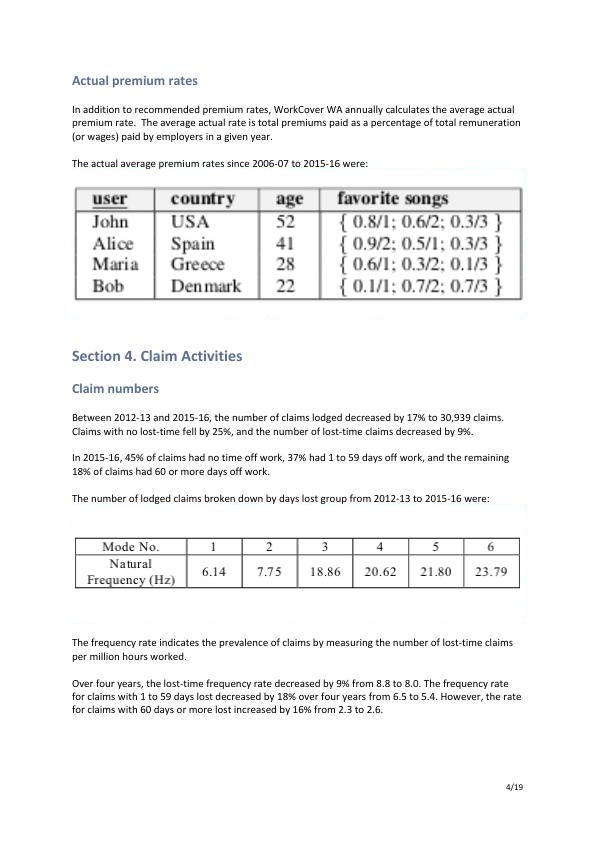 Actual premium rates
In addition to recommended premium rates, WorkCover WA annually calculates the average actual
premium rate.  The average actual rate is total premiums paid as a percentage of total remuneration
(or wages) paid by employers in a given year.
The actual average premium rates since 2006-07 to 2015-16 were:
user country age favorite songs
John USA 52 { 0.8/1; 0.6/2; 0.3/3 }
Alice Spain 41 { 0.9/2; 0.5/1; 0.3/3 }
Maria Greece 28 { 0.6/1; 0.3/2; 0.1/3 }
Bob Denmark 22 { 0.1/1; 0.7/2; 0.7/3 }
Section 4. Claim Activities
Claim numbers
Between 2012-13 and 2015-16, the number of claims lodged decreased by 17% to 30,939 claims.
Claims with no lost-time fell by 25%, and the number of lost-time claims decreased by 9%.
In 2015-16, 45% of claims had no time off work, 37% had 1 to 59 days off work, and the remaining
18% of claims had 60 or more days off work.
The number of lodged claims broken down by days lost group from 2012-13 to 2015-16 were:
Mode No. 1 2 3 4 5 6
Natural
Frequency (Hz) 6.14 7.75 18.86 20.62 21.80 23.79
The frequency rate indicates the prevalence of claims by measuring the number of lost-time claims
per million hours worked.
Over four years, the lost-time frequency rate decreased by 9% from 8.8 to 8.0. The frequency rate
for claims with 1 to 59 days lost decreased by 18% over four years from 6.5 to 5.4. However, the rate
for claims with 60 days or more lost increased by 16% from 2.3 to 2.6.
4/19